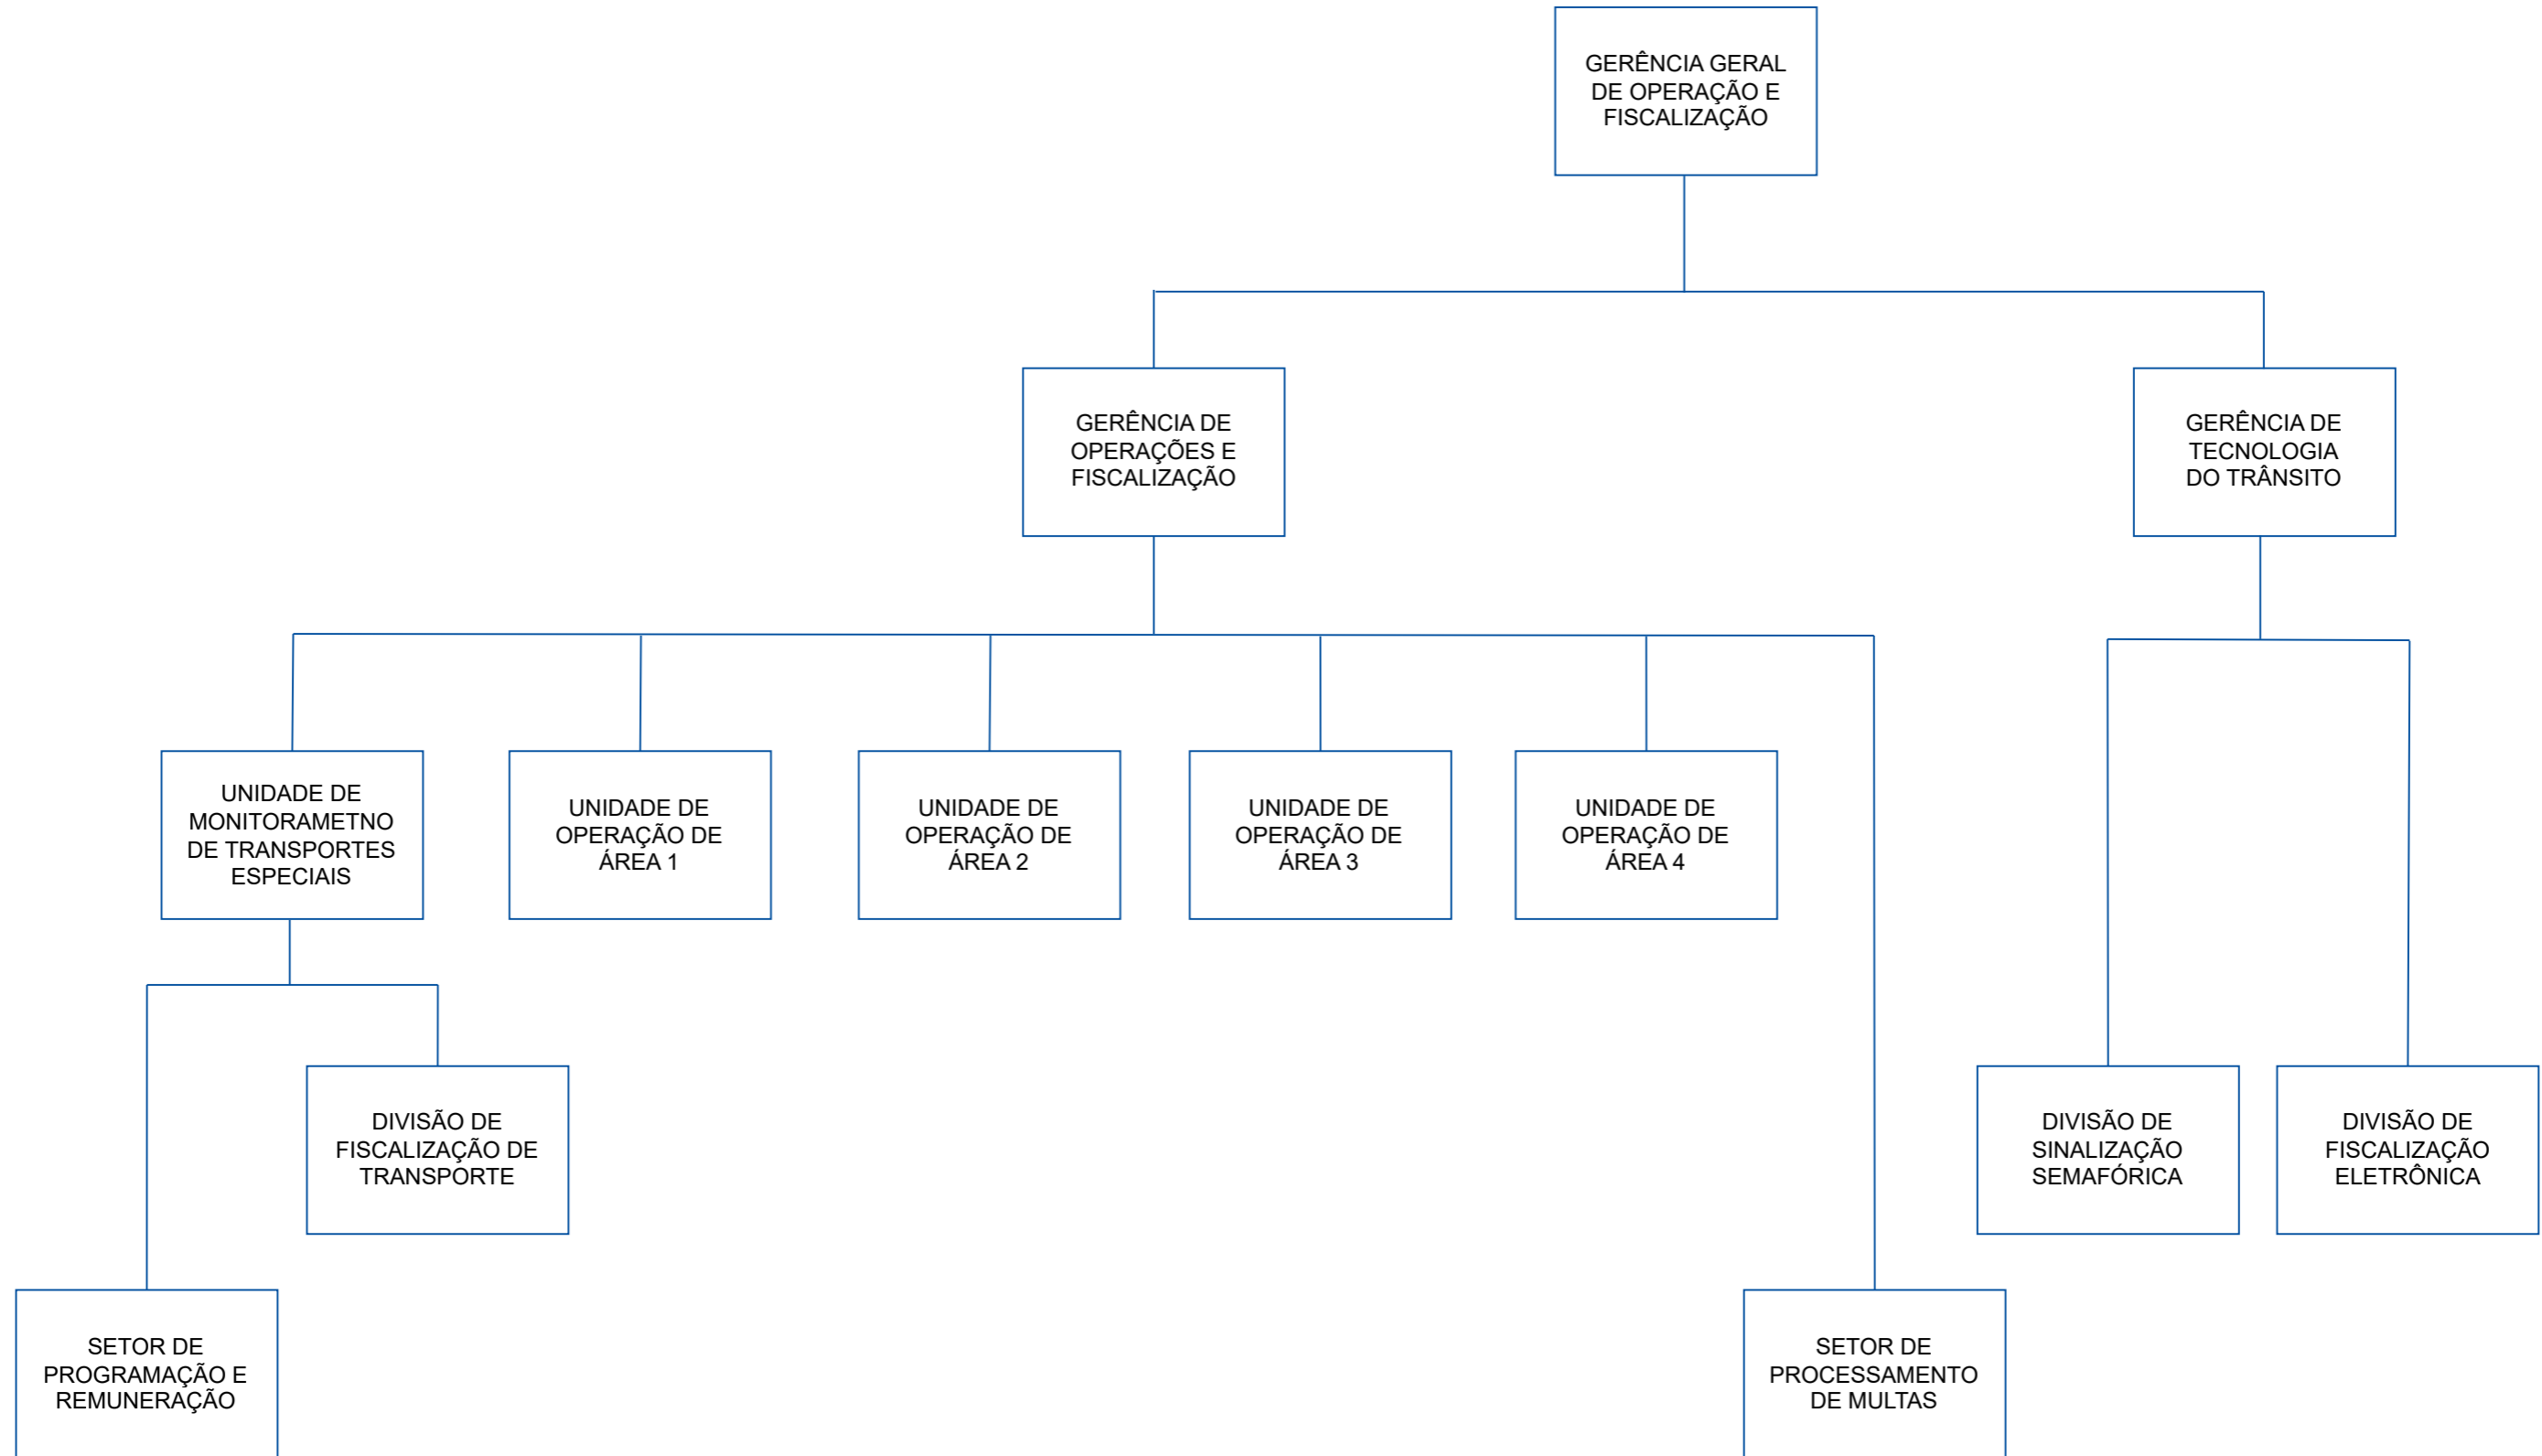 GERÊNCIA GERAL
DE OPERAÇÃO E
FISCALIZAÇÃO
GERÊNCIA DE
OPERAÇÕES E
FISCALIZAÇÃO
GERÊNCIA DE
TECNOLOGIA
DO TRÂNSITO
UNIDADE DE
MONITORAMETNO
DE TRANSPORTES
ESPECIAIS
UNIDADE DE
OPERAÇÃO DE
ÁREA 1
UNIDADE DE
OPERAÇÃO DE
ÁREA 2
UNIDADE DE
OPERAÇÃO DE
ÁREA 3
UNIDADE DE
OPERAÇÃO DE
ÁREA 4
DIVISÃO DE
FISCALIZAÇÃO DE
TRANSPORTE
DIVISÃO DE
SINALIZAÇÃO
SEMAFÓRICA
DIVISÃO DE
FISCALIZAÇÃO
ELETRÔNICA
SETOR DE
PROGRAMAÇÃO E
REMUNERAÇÃO
SETOR DE
PROCESSAMENTO
DE MULTAS